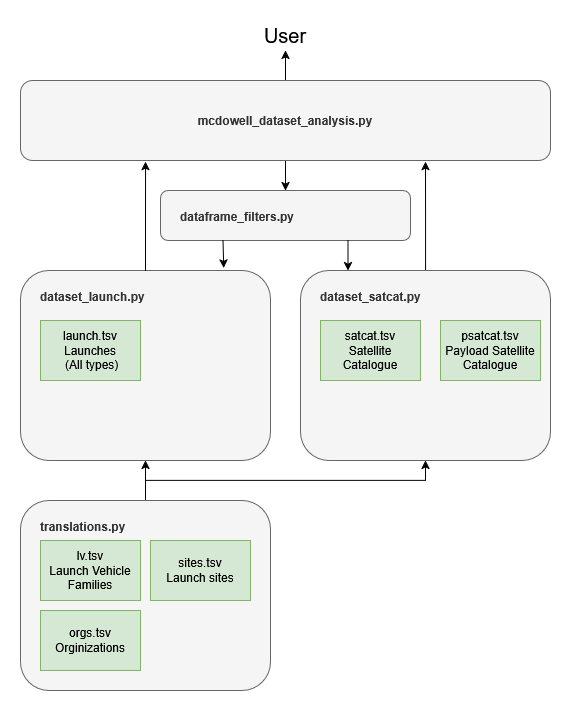 User
mcdowell_dataset_analysis.py
dataframe_filters.py
dataset_launch.py
launch.tsv
Launches
(All types)
dataset_satcat.py
satcat.tsv
Satellite
Catalogue
psatcat.tsv
Payload Satellite
Catalogue
translations.py
lv.tsv
Launch Vehicle
Families
sites.tsv
Launch sites
orgs.tsv
Orginizations